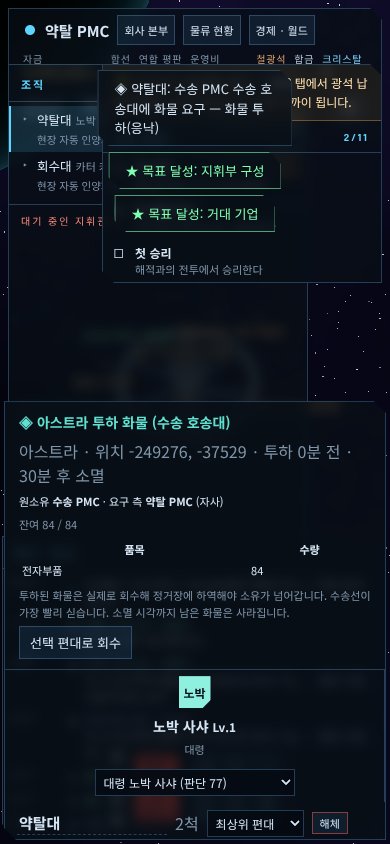 약탈 PMC 회사 본부 물류 현황 경제 · 월드
자금 함선 연합 평판 운영비 철광석 합금 크리스탈
조직
◈ 약탈대: 수송 PMC 수송 호
송대에 화물 요구 — 화물 투
하(응낙)
탭에서 광석 납
까이 됩니다.
약탈대 노박
현장 자동 인양
2/11
★ 목표 달성: 지휘부 구성
회수대 카터
현장 자동 인양
★ 목표 달성: 거대 기업
대기 중인 지휘관
첫 승리
해적과의 전투에서 승리한다
◈ 아스트라 투하 화물 (수송 호송대)
아스트라 · 위치 -249276, -37529 · 투하 0분 전 ·
30분 후 소멸
원소유 수송 PMC · 요구 측 약탈 PMC (자사)
잔여 84 / 84
품목 수량
전자부품 84
투하된 화물은 실제로 회수해 정거장에 하역해야 소유가 넘어갑니다. 수송선이
가장 빨리 싣습니다. 소멸 시각까지 남은 화물은 사라집니다.
선택 편대로 회수
노박
노박 사샤 Lv.1
대령
대령 노박 사샤 (판단 77)
약탈대 2척 최상위 편대 해체